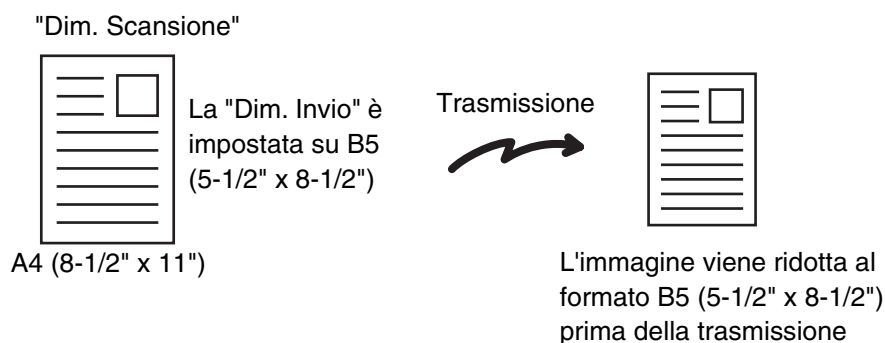 "Dim. Scansione"
La "Dim. Invio" è
impostata su B5
(5-1/2" x 8-1/2")
A4 (8-1/2" x 11")
Trasmissione
L'immagine viene ridotta al
formato B5 (5-1/2" x 8-1/2")
prima della trasmissione